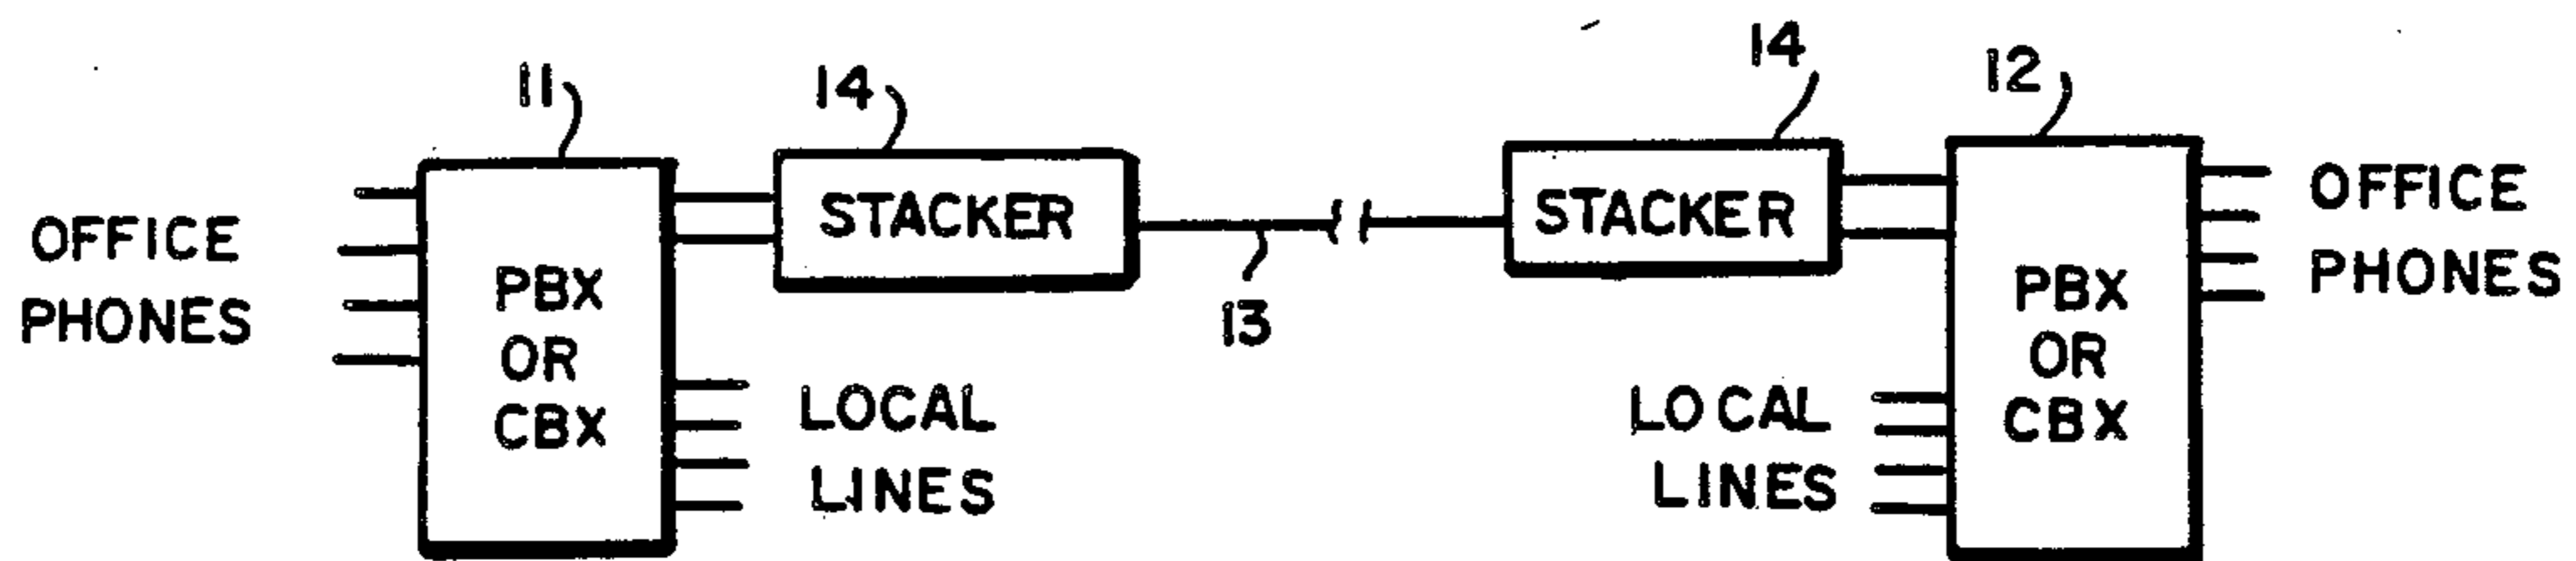 11
14
14
12
OFFICE
PHONES
PBX
OR
CBX
STACKER
13
STACKER
PBX
OR
CBX
OFFICE
PHONES
LOCAL
LINES
LOCAL
LINES